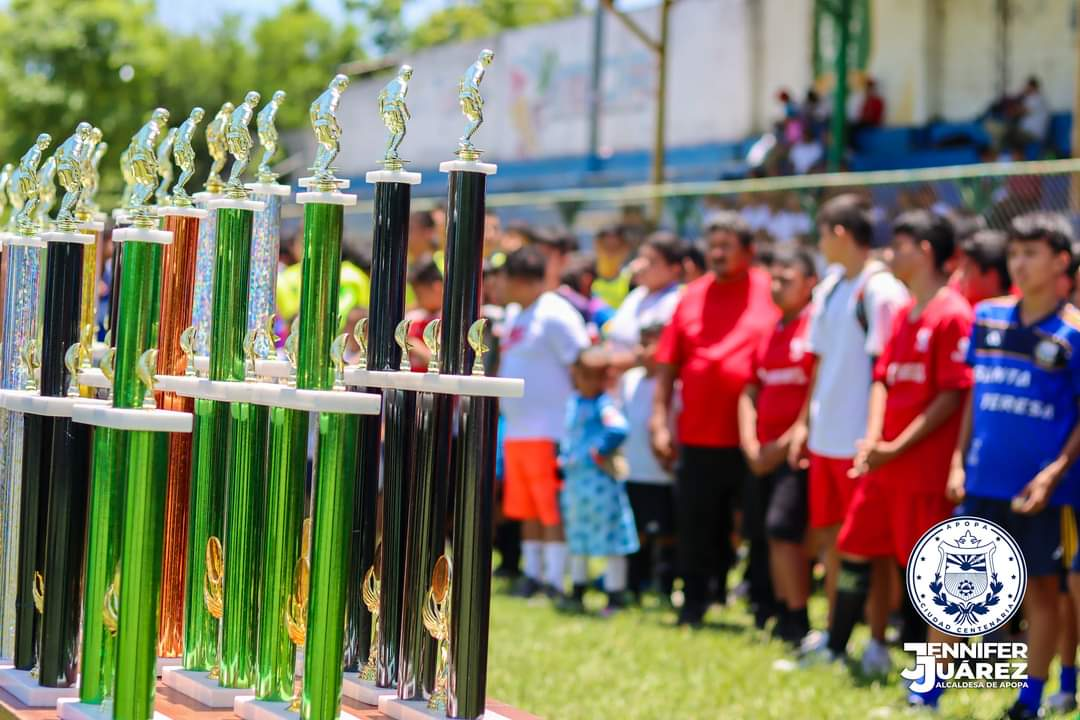 SANTA
TERESA
APOPA
CIUDAD CENTENARIA
JENNIFER
JUÁREZ
ALCALDESA DE APOPA